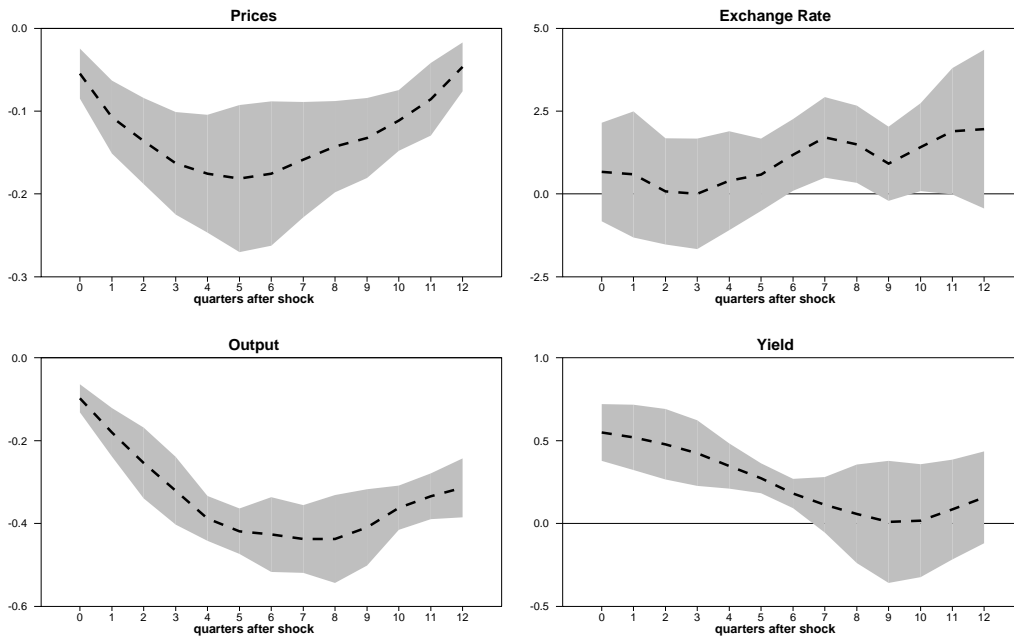 Prices
0.0
-0.1
-0.2
-0.3
0 1 2 3 4 5 6 7 8 9 10 11 12
quarters after shock
Exchange Rate
5.0
2.5
0.0
-2.5
0 1 2 3 4 5 6 7 8 9 10 11 12
quarters after shock
Output
0.0
-0.2
-0.4
-0.6
0 1 2 3 4 5 6 7 8 9 10 11 12
quarters after shock
Yield
1.0
0.5
0.0
-0.5
0 1 2 3 4 5 6 7 8 9 10 11 12
quarters after shock